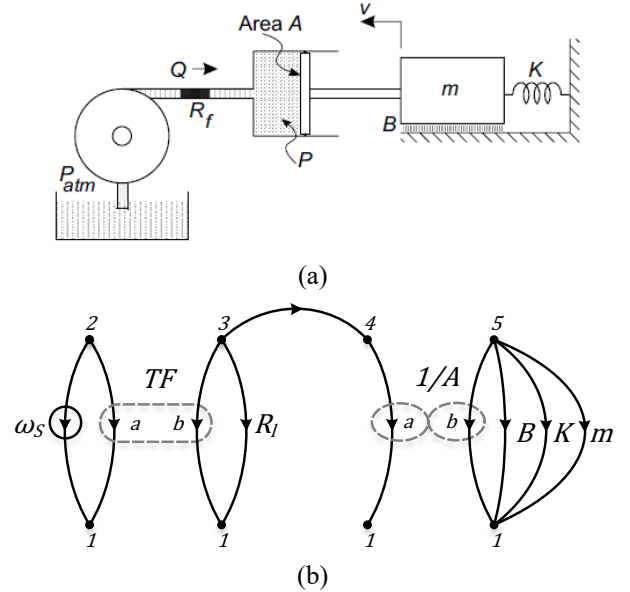 Area A
v
Q
K
m
R_f
B
P
P_atm
(a)
2 3 4 5
TF 1/A
ω_S a b R_l a b B K m
1 1 1 1
(b)